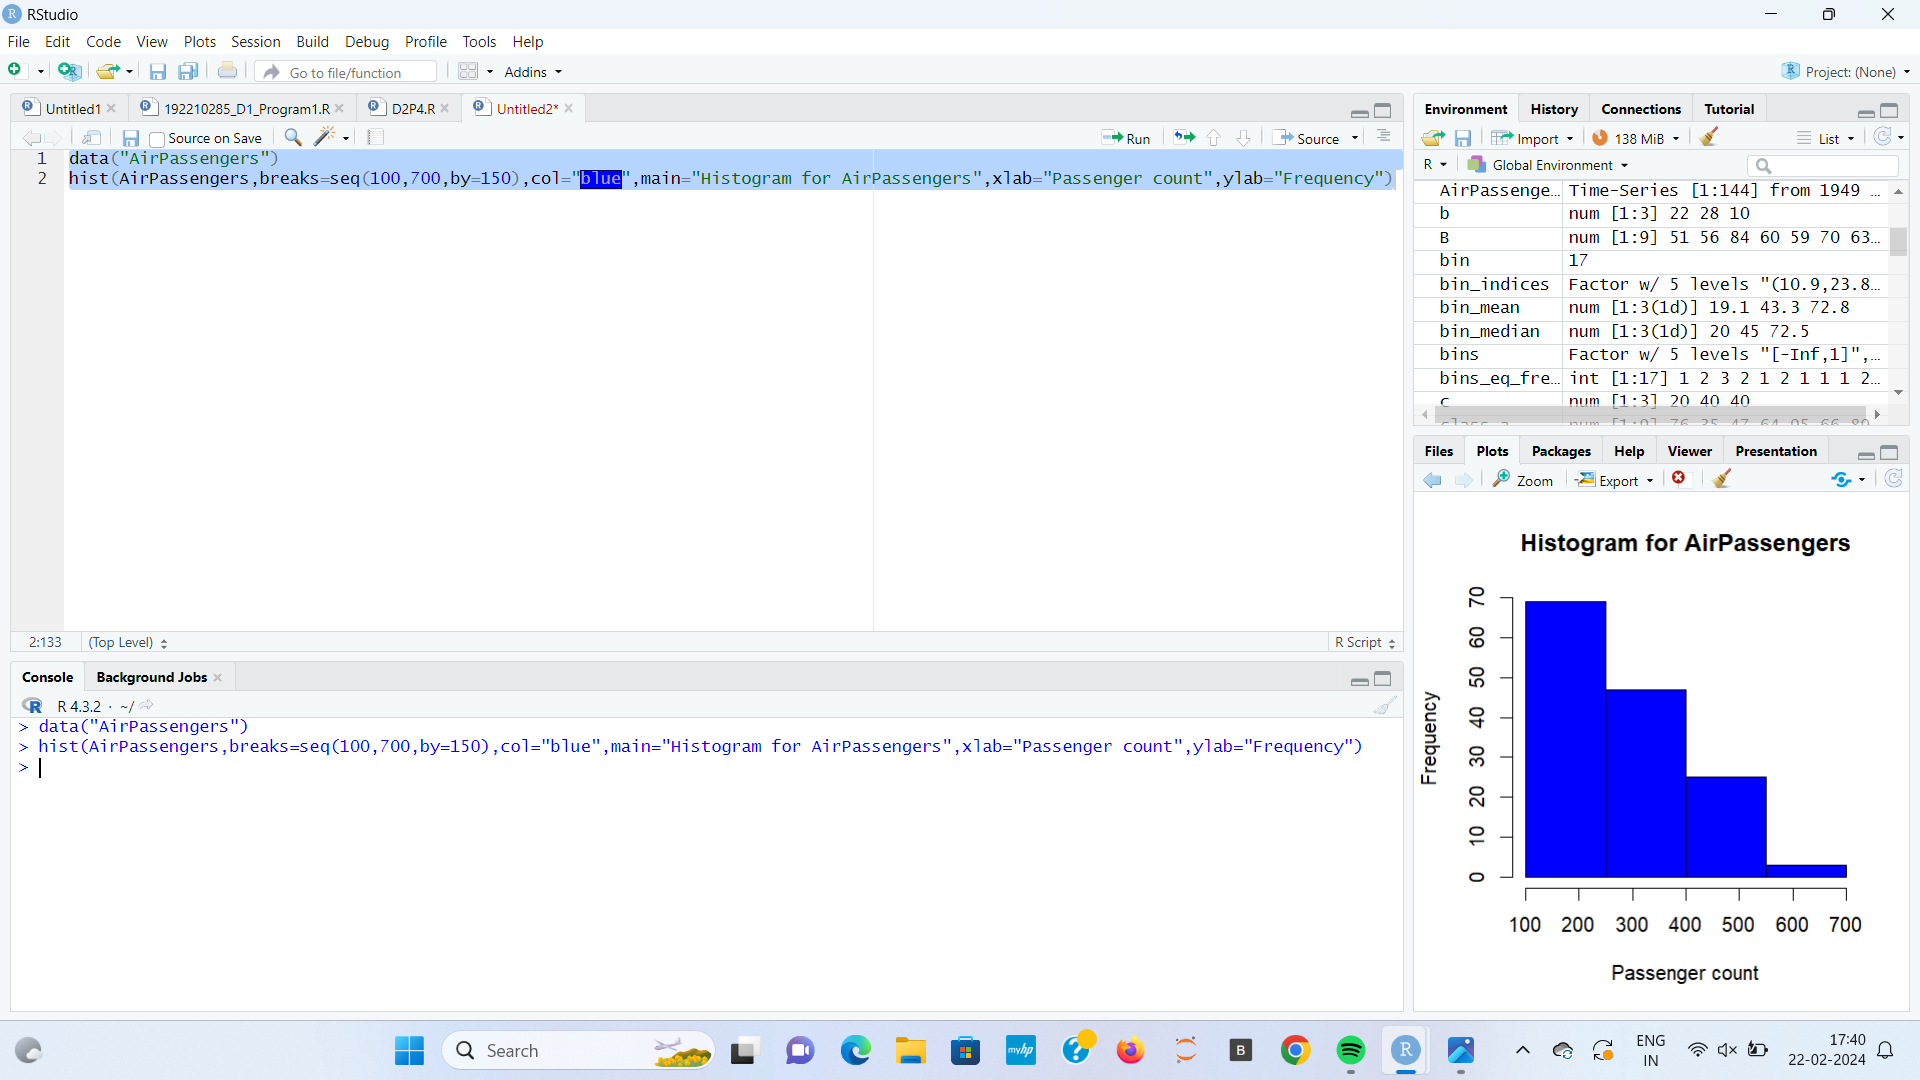 RStudio
File Edit Code View Plots Session Build Debug Profile Tools Help
Go to file/function Addins Project: (None)
Untitled1 192210285_D1_Program1.R D2P4.R Untitled2*
Source on Save Run Source
1 data("AirPassengers")
2 hist(AirPassengers,breaks=seq(100,700,by=150),col="blue",main="Histogram for AirPassengers",xlab="Passenger count",ylab="Frequency")
2:133 (Top Level) R Script
Console Background Jobs
R 4.3.2 · ~/
> data("AirPassengers")
> hist(AirPassengers,breaks=seq(100,700,by=150),col="blue",main="Histogram for AirPassengers",xlab="Passenger count",ylab="Frequency")
>
Environment History Connections Tutorial
Import 138 MiB List
R Global Environment
AirPassenge… Time-Series [1:144] from 1949 …
b num [1:3] 22 28 10
B num [1:9] 51 56 84 60 59 70 63…
bin 17
bin_indices Factor w/ 5 levels "(10.9,23.8…
bin_mean num [1:3(1d)] 19.1 43.3 72.8
bin_median num [1:3(1d)] 20 45 72.5
bins Factor w/ 5 levels "[-Inf,1]",…
bins_eq_fre… int [1:17] 1 2 3 2 1 2 1 1 1 2…
c num [1:3] 20 40 40
Files Plots Packages Help Viewer Presentation
Zoom Export
Histogram for AirPassengers
Frequency
70
60
50
40
30
20
10
0
100 200 300 400 500 600 700
Passenger count
Search
myhp
B
R
ENG
IN
17:40
22-02-2024